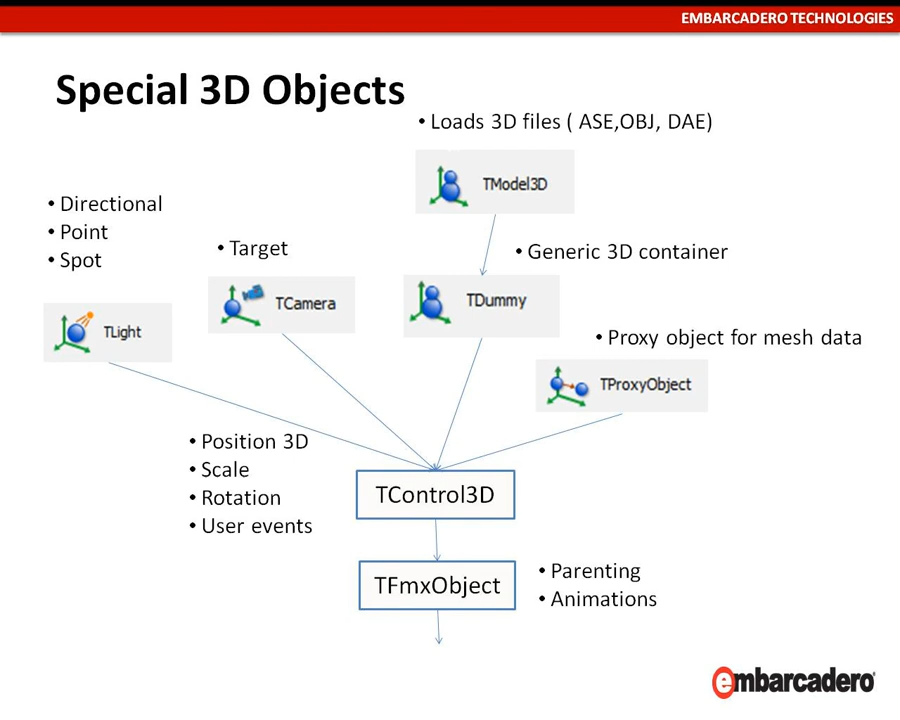 EMBARCADERO TECHNOLOGIES
Special 3D Objects
• Loads 3D files ( ASE,OBJ, DAE)
TModel3D
• Directional
• Point
• Spot
• Target
• Generic 3D container
TCamera
TDummy
TLight
• Proxy object for mesh data
TProxyObject
• Position 3D
• Scale
• Rotation
• User events
TControl3D
TFmxObject
• Parenting
• Animations
embarcadero